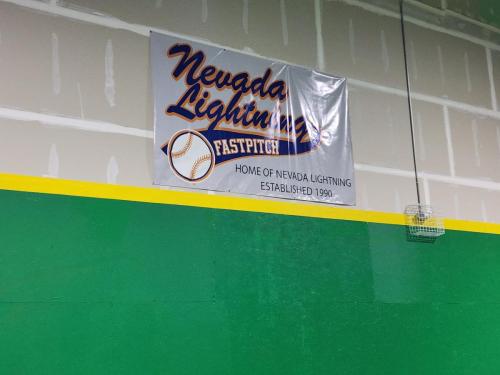 Nevada
Lightning
FASTPITCH
HOME OF NEVADA LIGHTNING
ESTABLISHED 1990